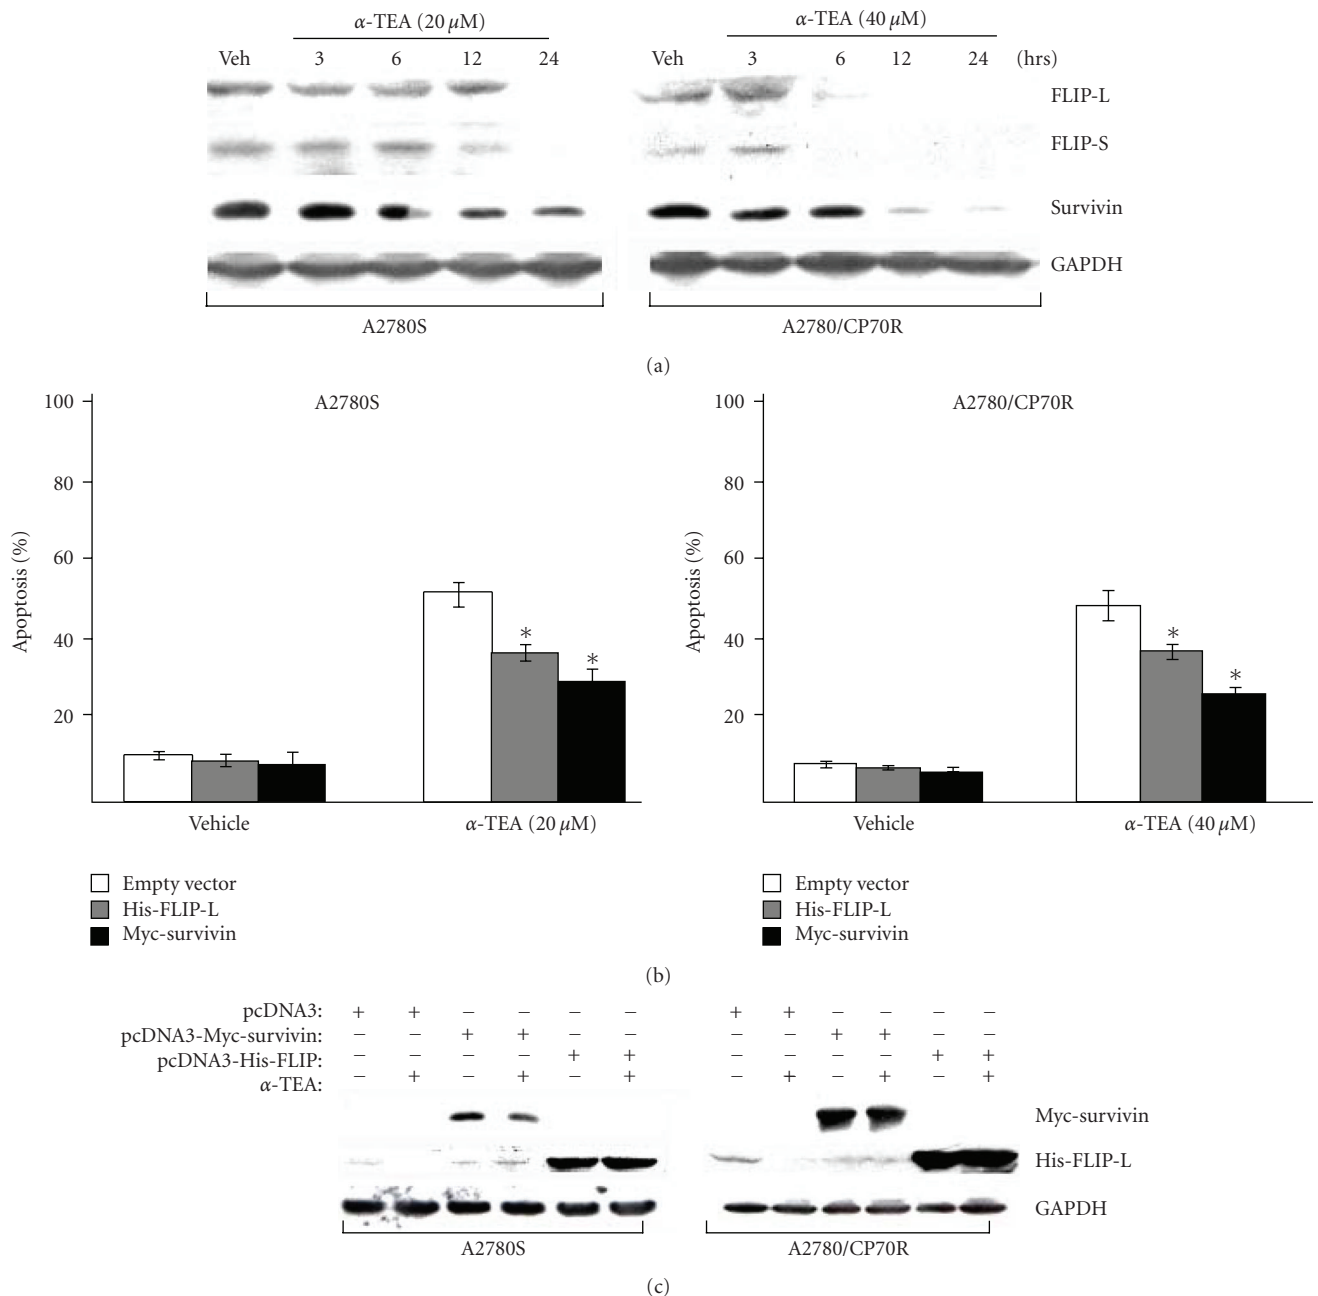 α-TEA (20 μM)
α-TEA (40 μM)
Veh 3 6 12 24
Veh 3 6 12 24 (hrs)
FLIP-L
FLIP-S
Survivin
GAPDH
A2780S
A2780/CP70R
(a)
A2780S
100
80
60
40
20
Apoptosis (%)
* *
Vehicle
α-TEA (20 μM)
Empty vector
His-FLIP-L
Myc-survivin
A2780/CP70R
100
80
60
40
20
Apoptosis (%)
* *
Vehicle
α-TEA (40 μM)
Empty vector
His-FLIP-L
Myc-survivin
(b)
pcDNA3: + + − − − − + + − − − −
pcDNA3-Myc-survivin: − − + + − − − − + + − −
pcDNA3-His-FLIP: − − − − + + − − − − + +
α-TEA: − + − + − + − + − + − +
Myc-survivin
His-FLIP-L
GAPDH
A2780S
A2780/CP70R
(c)